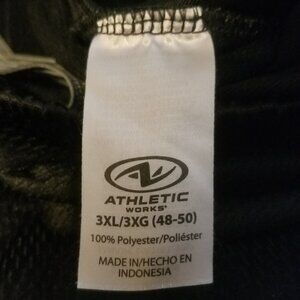 ATHLETIC
WORKS®
3XL/3XG (48-50)
100% Polyester/Poliéster
MADE IN/HECHO EN
INDONESIA